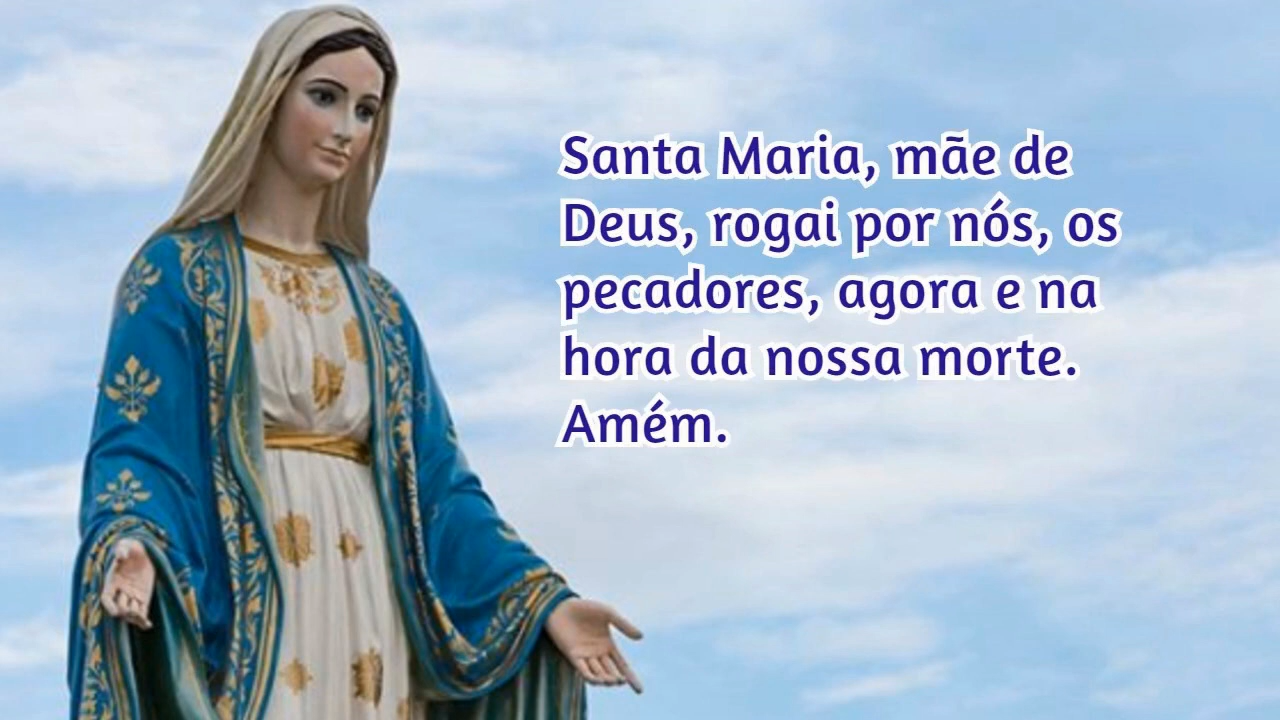 Santa Maria, mãe de
Deus, rogai por nós, os
pecadores, agora e na
hora da nossa morte.
Amém.